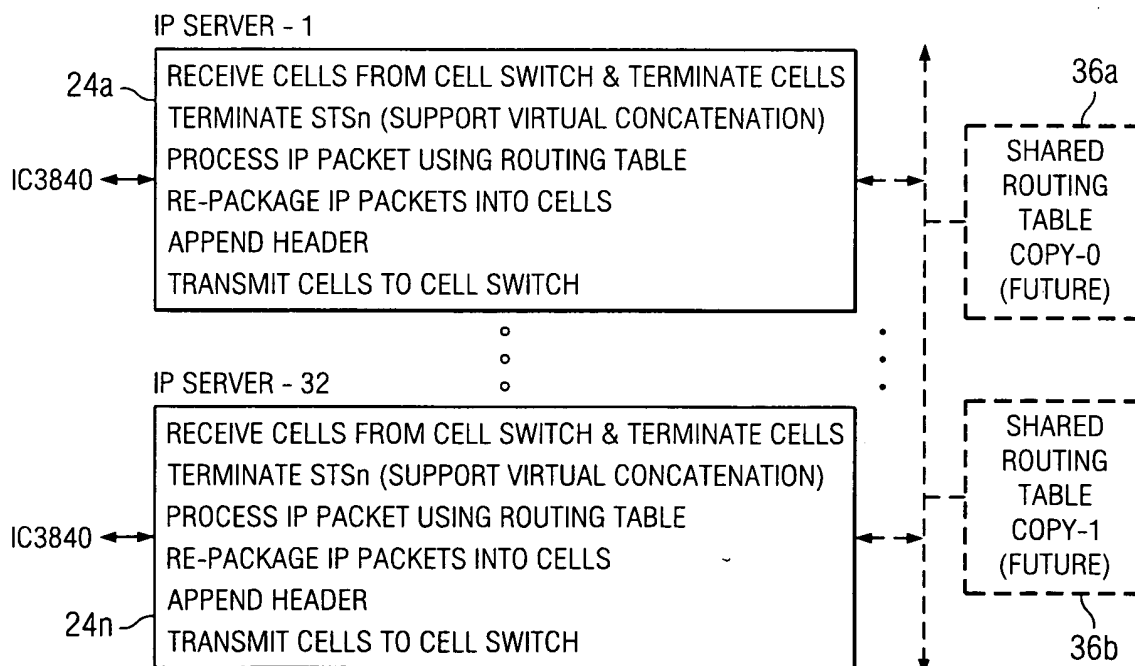 IP SERVER - 1
24a
RECEIVE CELLS FROM CELL SWITCH & TERMINATE CELLS
TERMINATE STSn (SUPPORT VIRTUAL CONCATENATION)
PROCESS IP PACKET USING ROUTING TABLE
RE-PACKAGE IP PACKETS INTO CELLS
APPEND HEADER
TRANSMIT CELLS TO CELL SWITCH
IC3840
36a
SHARED
ROUTING
TABLE
COPY-0
(FUTURE)
IP SERVER - 32
RECEIVE CELLS FROM CELL SWITCH & TERMINATE CELLS
TERMINATE STSn (SUPPORT VIRTUAL CONCATENATION)
PROCESS IP PACKET USING ROUTING TABLE
RE-PACKAGE IP PACKETS INTO CELLS
APPEND HEADER
TRANSMIT CELLS TO CELL SWITCH
IC3840
24n
SHARED
ROUTING
TABLE
COPY-1
(FUTURE)
36b